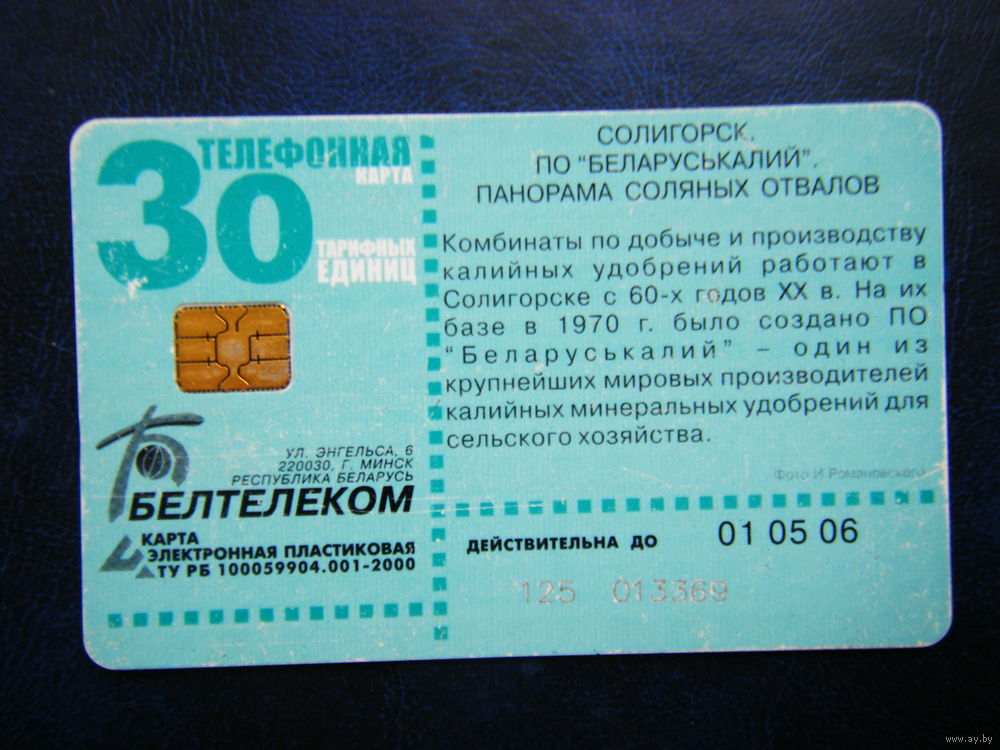 30
ТЕЛЕФОННАЯ
КАРТА
ТАРИФНЫХ
ЕДИНИЦ
УЛ. ЭНГЕЛЬСА, 6
220030, Г. МИНСК
РЕСПУБЛИКА БЕЛАРУСЬ
БЕЛТЕЛЕКОМ
КАРТА
ЭЛЕКТРОННАЯ ПЛАСТИКОВАЯ
ТУ РБ 100059904.001-2000
СОЛИГОРСК.
ПО "БЕЛАРУСЬКАЛИЙ".
ПАНОРАМА СОЛЯНЫХ ОТВАЛОВ
Комбинаты по добыче и производству
калийных удобрений работают в
Солигорске с 60-х годов XX в. На их
базе в 1970 г. было создано ПО
"Беларуськалий" – один из
крупнейших мировых производителей
калийных минеральных удобрений для
сельского хозяйства.
Фото И.Романовского
ДЕЙСТВИТЕЛЬНА ДО 01 05 06
125 013369
www.ay.by